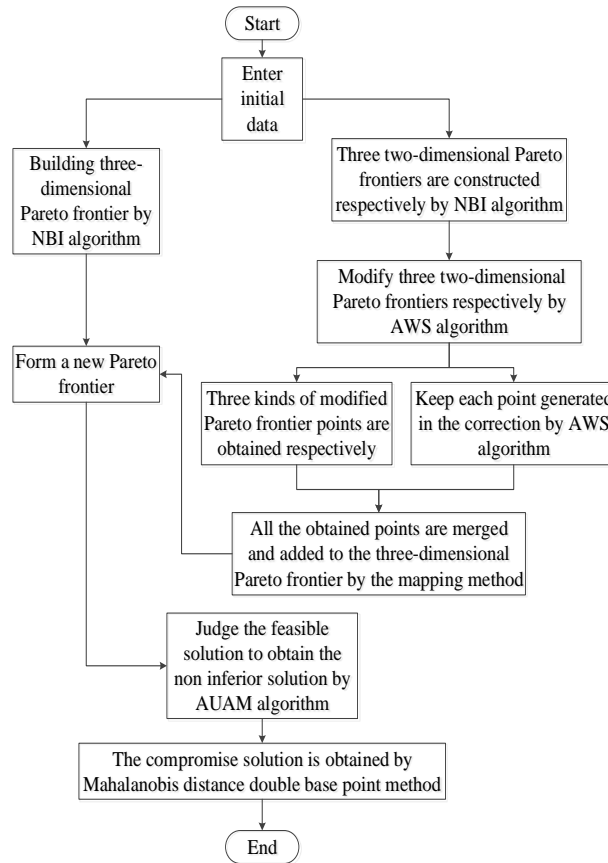 Start
Enter
initial
data
Building three-
dimensional
Pareto frontier by
NBI algorithm
Three two-dimensional Pareto
frontiers are constructed
respectively by NBI algorithm
Modify three two-dimensional
Pareto frontiers respectively by
AWS algorithm
Form a new Pareto
frontier
Three kinds of modified
Pareto frontier points are
obtained respectively
Keep each point generated
in the correction by AWS
algorithm
All the obtained points are merged
and added to the three-dimensional
Pareto frontier by the mapping method
Judge the feasible
solution to obtain the
non inferior solution by
AUAM algorithm
The compromise solution is obtained by
Mahalanobis distance double base point method
End